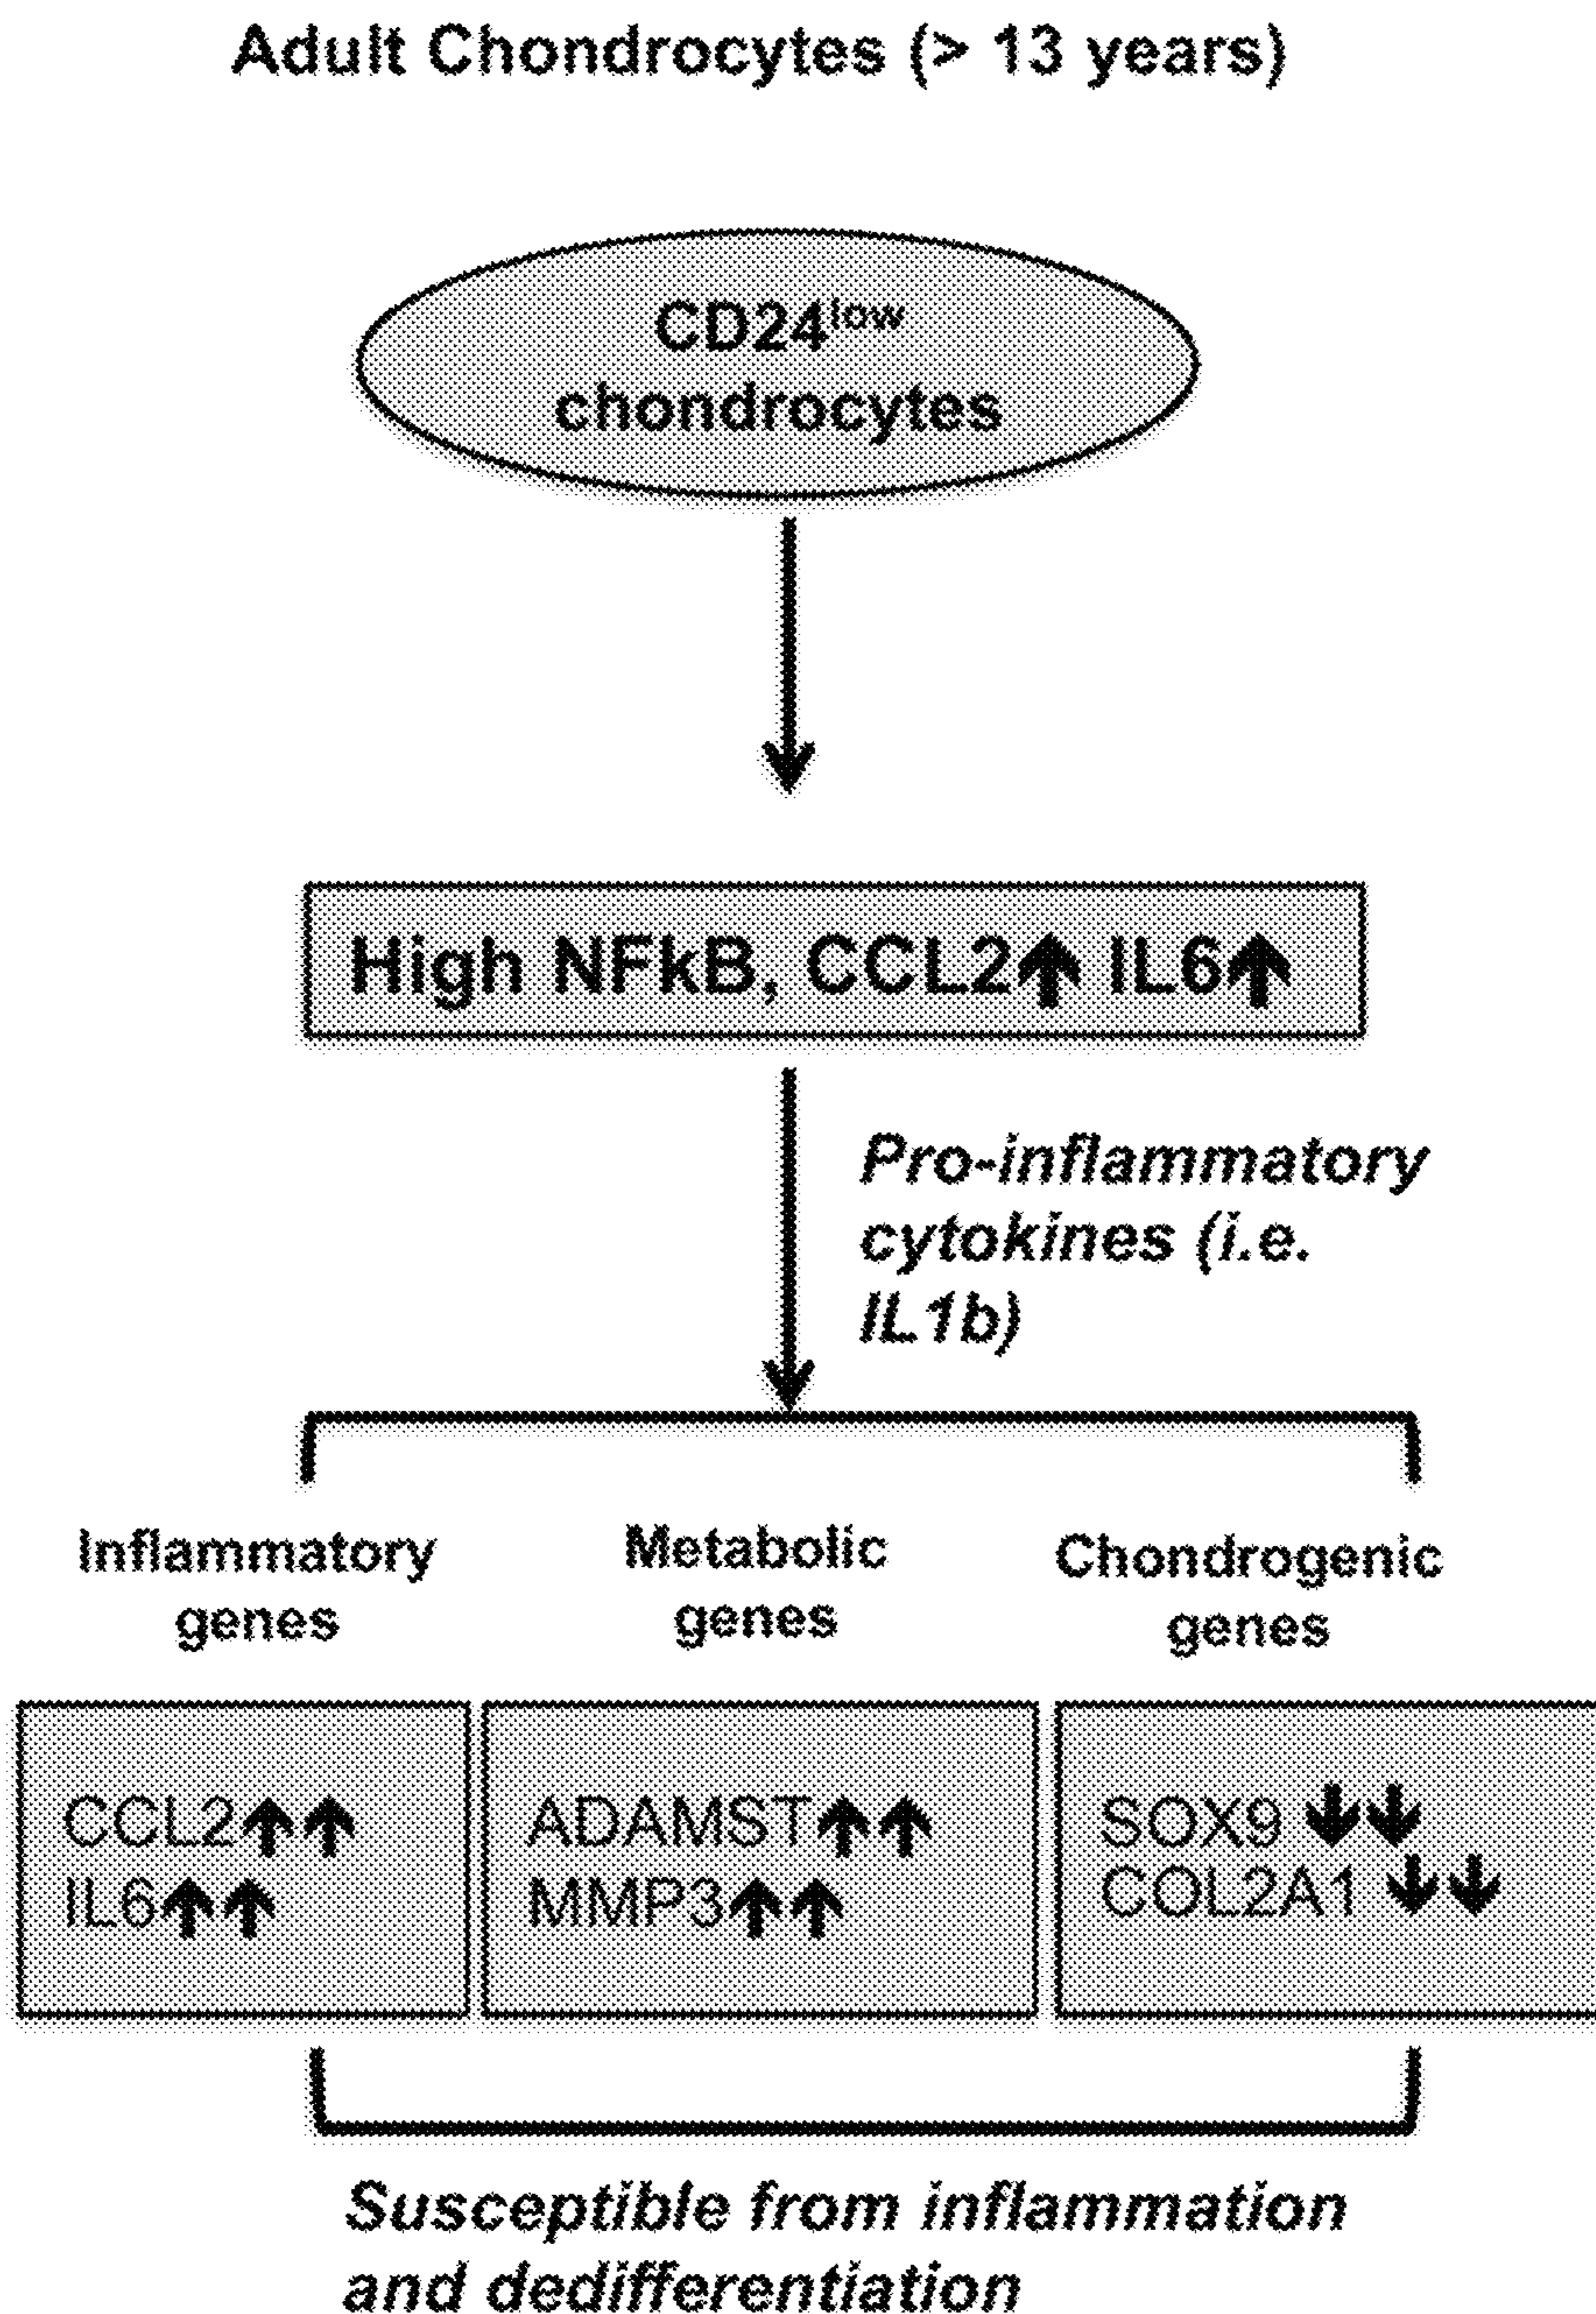 Adult Chondrocytes (> 13 years)
CD24low
chondrocytes
High NFkB, CCL2↑ IL6↑
Pro-inflammatory
cytokines (i.e.
IL1b)
Inflammatory
genes
Metabolic
genes
Chondrogenic
genes
CCL2↑↑
IL6↑↑
ADAMST↑↑
MMP3↑↑
SOX9 ↓↓
COL2A1 ↓↓
Susceptible from inflammation
and dedifferentiation